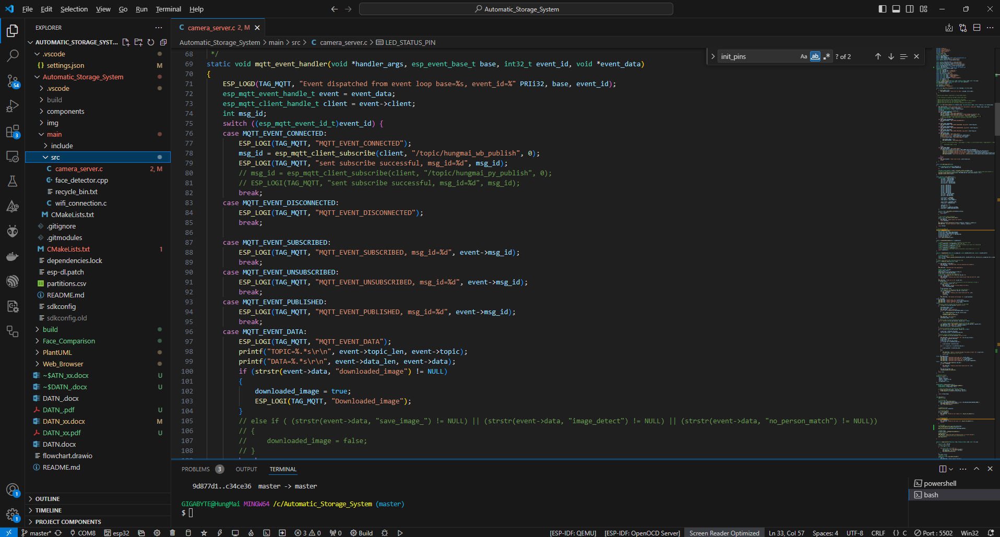 File Edit Selection View Go Run Terminal Help
Automatic_Storage_System
EXPLORER
AUTOMATIC_STORAGE_SYST...
.vscode
settings.json M
Automatic_Storage_System
.vscode
build
components
img
main
include
src
camera_server.c 2, M
face_detector.cpp
recycle_bin.txt
wifi_connection.c
CMakeLists.txt
.gitignore
.gitmodules
CMakeLists.txt 1
dependencies.lock
esp-dl.patch
partitions.csv
README.md
sdkconfig
sdkconfig.old
build
Face_Comparison
PlantUML
Web_Browser
~$ATN_xx.docx U
~$DATN_.docx U
DATN_.docx
DATN_.pdf U
DATN_xx.docx M
DATN_xx.pdf U
DATN.docx
flowchart.drawio
README.md
OUTLINE
TIMELINE
PROJECT COMPONENTS
54
3
1
1
camera_server.c 2, M
Automatic_Storage_System > main > src > C camera_server.c > LED_STATUS_PIN
init_pins Aa ab .* ? of 2
68 */
69 static void mqtt_event_handler(void *handler_args, esp_event_base_t base, int32_t event_id, void *event_data)
70 {
71 ESP_LOGD(TAG_MQTT, "Event dispatched from event loop base=%s, event_id=%" PRIi32, base, event_id);
72 esp_mqtt_event_handle_t event = event_data;
73 esp_mqtt_client_handle_t client = event->client;
74 int msg_id;
75 switch ((esp_mqtt_event_id_t)event_id) {
76 case MQTT_EVENT_CONNECTED:
77 ESP_LOGI(TAG_MQTT, "MQTT_EVENT_CONNECTED");
78 msg_id = esp_mqtt_client_subscribe(client, "/topic/hungmai_wb_publish", 0);
79 ESP_LOGI(TAG_MQTT, "sent subscribe successful, msg_id=%d", msg_id);
80 // msg_id = esp_mqtt_client_subscribe(client, "/topic/hungmai_py_publish", 0);
81 // ESP_LOGI(TAG_MQTT, "sent subscribe successful, msg_id=%d", msg_id);
82 break;
83 case MQTT_EVENT_DISCONNECTED:
84 ESP_LOGI(TAG_MQTT, "MQTT_EVENT_DISCONNECTED");
85 break;
86
87 case MQTT_EVENT_SUBSCRIBED:
88 ESP_LOGI(TAG_MQTT, "MQTT_EVENT_SUBSCRIBED, msg_id=%d", event->msg_id);
89 break;
90 case MQTT_EVENT_UNSUBSCRIBED:
91 ESP_LOGI(TAG_MQTT, "MQTT_EVENT_UNSUBSCRIBED, msg_id=%d", event->msg_id);
92 break;
93 case MQTT_EVENT_PUBLISHED:
94 ESP_LOGI(TAG_MQTT, "MQTT_EVENT_PUBLISHED, msg_id=%d", event->msg_id);
95 break;
96 case MQTT_EVENT_DATA:
97 ESP_LOGI(TAG_MQTT, "MQTT_EVENT_DATA");
98 printf("TOPIC=%.*s\r\n", event->topic_len, event->topic);
99 printf("DATA=%.*s\r\n", event->data_len, event->data);
100 if (strstr(event->data, "downloaded_image") != NULL)
101 {
102 downloaded_image = true;
103 ESP_LOGI(TAG_MQTT, "Downloaded_image");
104 }
105 // else if ( (strstr(event->data, "save_image_") != NULL) || (strstr(event->data, "image_detect") != NULL) || (strstr(event->data, "no_person_match") != NULL))
106 // {
107 // downloaded_image = false;
108 // }
PROBLEMS 3 OUTPUT TERMINAL
9d877d1..c34ce36 master -> master
GIGABYTE@HungMai MINGW64 /c/Automatic_Storage_System (master)
$
powershell
bash
master* COM8 esp32 3 0 0 Build [ESP-IDF: QEMU] [ESP-IDF: OpenOCD Server] Screen Reader Optimized Ln 33, Col 57 Spaces: 4 UTF-8 CRLF {} C Port : 5502 Win32